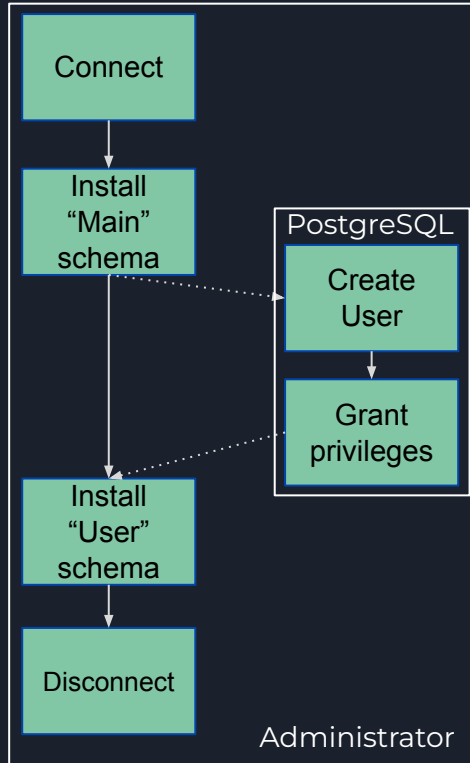 Connect
Install
“Main”
schema
PostgreSQL
Create
User
Grant
privileges
Install
“User”
schema
Disconnect
Administrator